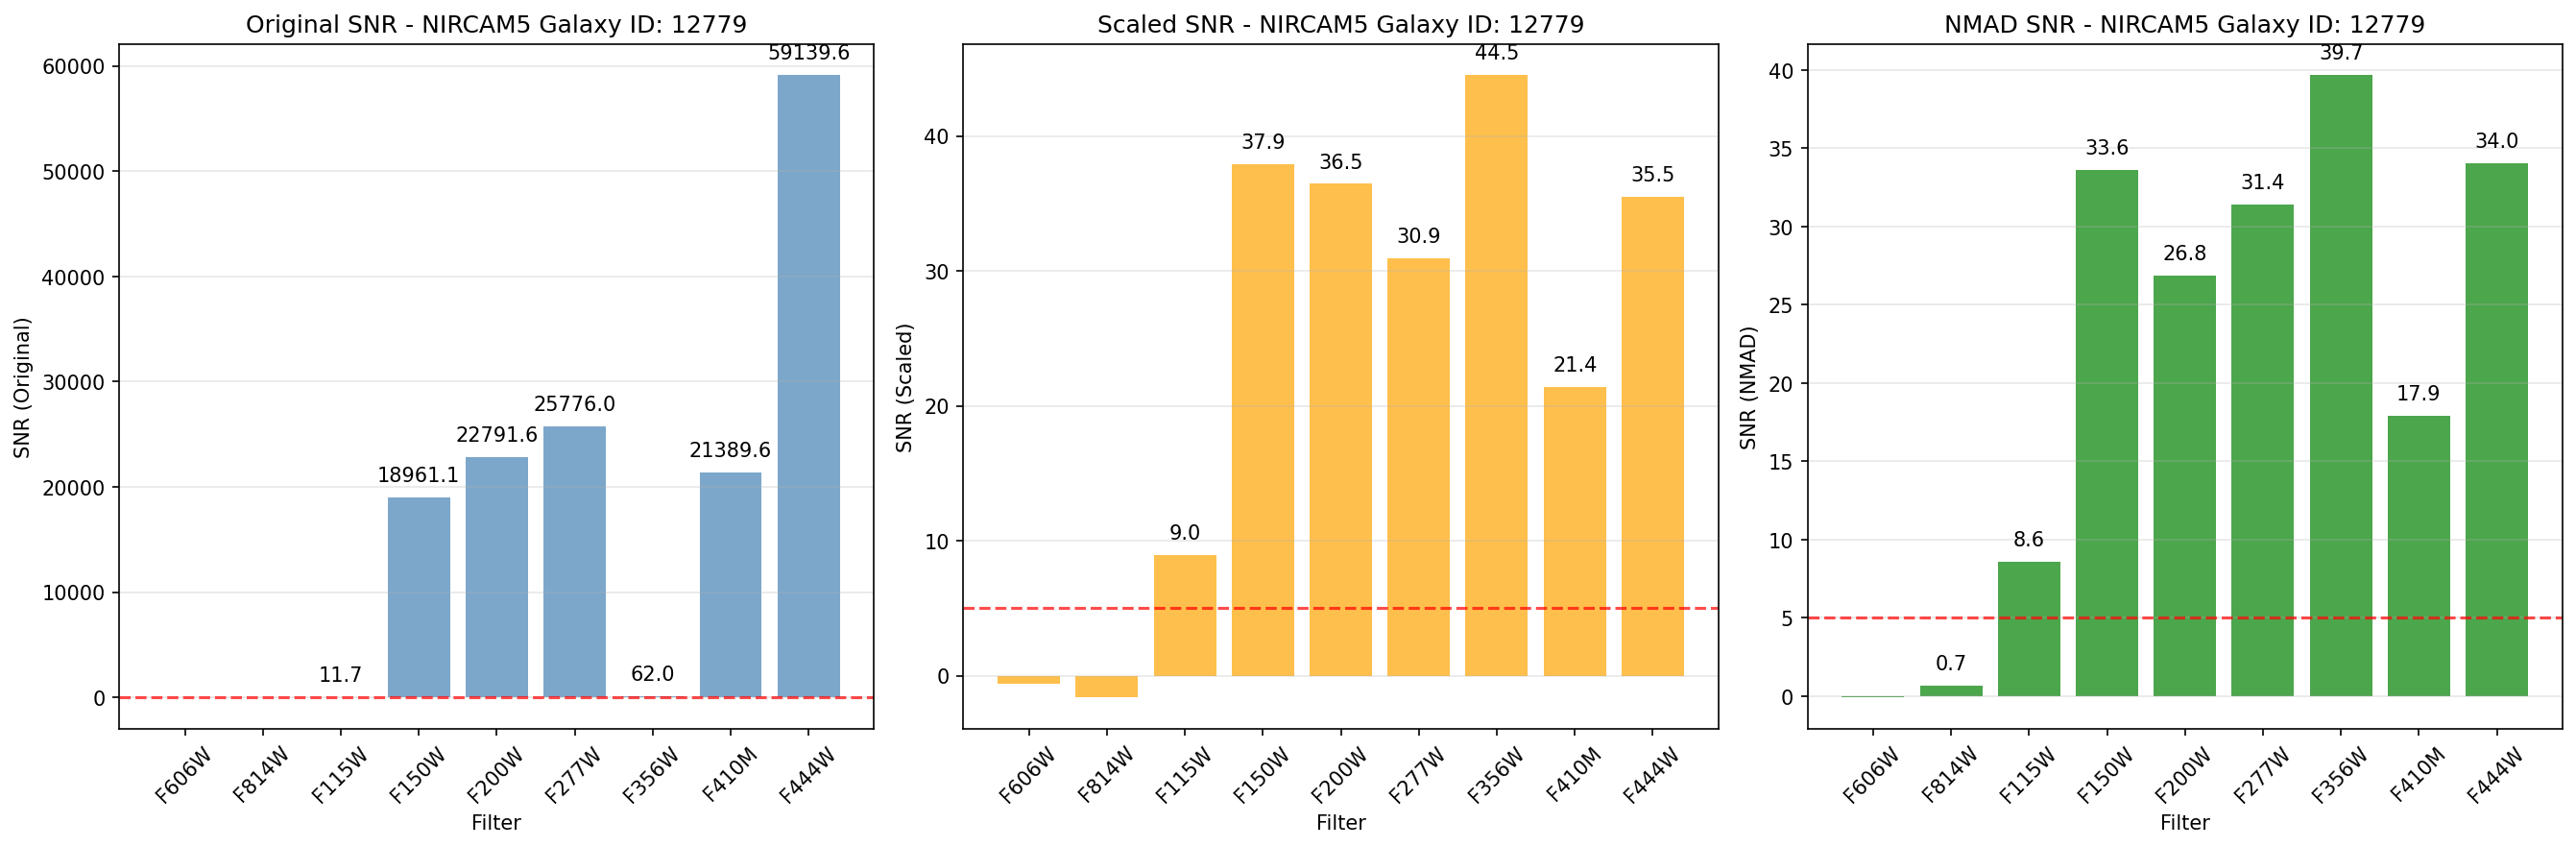 Original SNR - NIRCAM5 Galaxy ID: 12779
SNR (Original)
60000
50000
40000
30000
20000
10000
0
11.7
18961.1
22791.6
25776.0
62.0
21389.6
59139.6
F606W
F814W
F115W
F150W
F200W
F277W
F356W
F410M
F444W
Filter
Scaled SNR - NIRCAM5 Galaxy ID: 12779
SNR (Scaled)
40
30
20
10
0
9.0
37.9
36.5
30.9
44.5
21.4
35.5
F606W
F814W
F115W
F150W
F200W
F277W
F356W
F410M
F444W
Filter
NMAD SNR - NIRCAM5 Galaxy ID: 12779
SNR (NMAD)
40
35
30
25
20
15
10
5
0
0.7
8.6
33.6
26.8
31.4
39.7
17.9
34.0
F606W
F814W
F115W
F150W
F200W
F277W
F356W
F410M
F444W
Filter